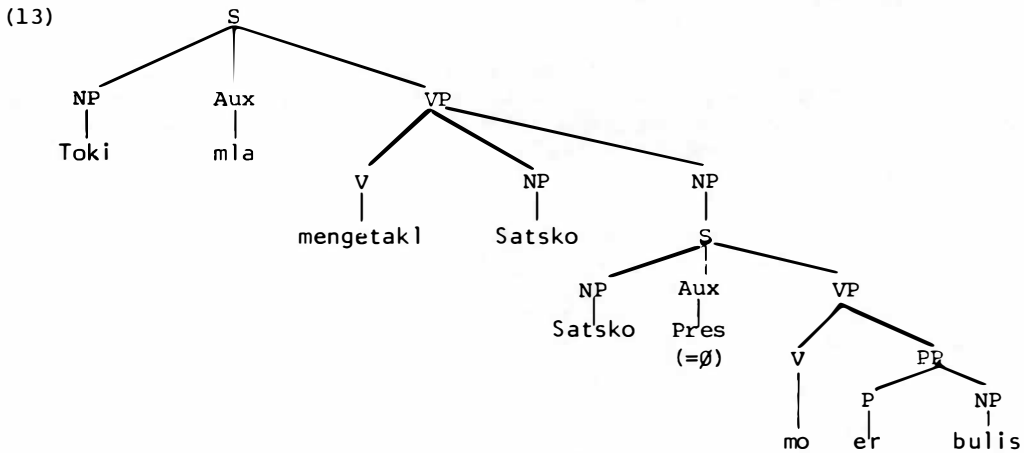 (13)
S
NP Aux VP
Toki mla
V NP NP
mengetakl Satsko S
NP Aux VP
Satsko Pres
(=Ø) V PP
P NP
mo er bulis